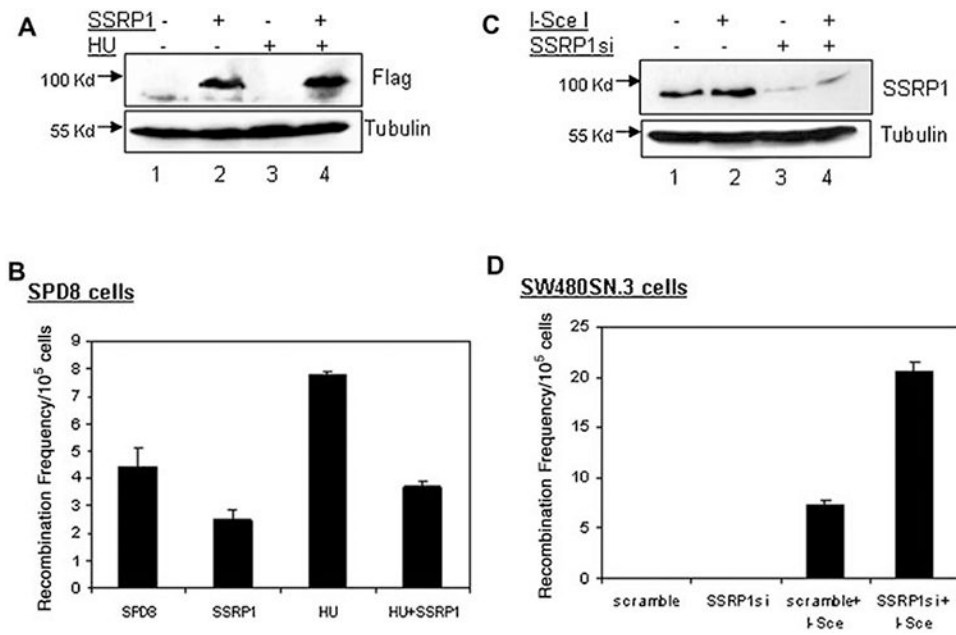 A
SSRP1 - + - +
HU - - + +
100 Kd
Flag
55 Kd
Tubulin
1 2 3 4
C
I-Sce I - + - +
SSRP1si - - + +
100 Kd
SSRP1
55 Kd
Tubulin
1 2 3 4
B
SPD8 cells
Recombination Frequency/10⁵ cells
9
8
7
6
5
4
3
2
1
0
SPD8 SSRP1 HU HU+SSRP1
D
SW480SN.3 cells
Recombination Frequency/10⁵ cells
25
20
15
10
5
0
scramble SSRP1si scramble+ SSRP1si+
I-Sce I-Sce